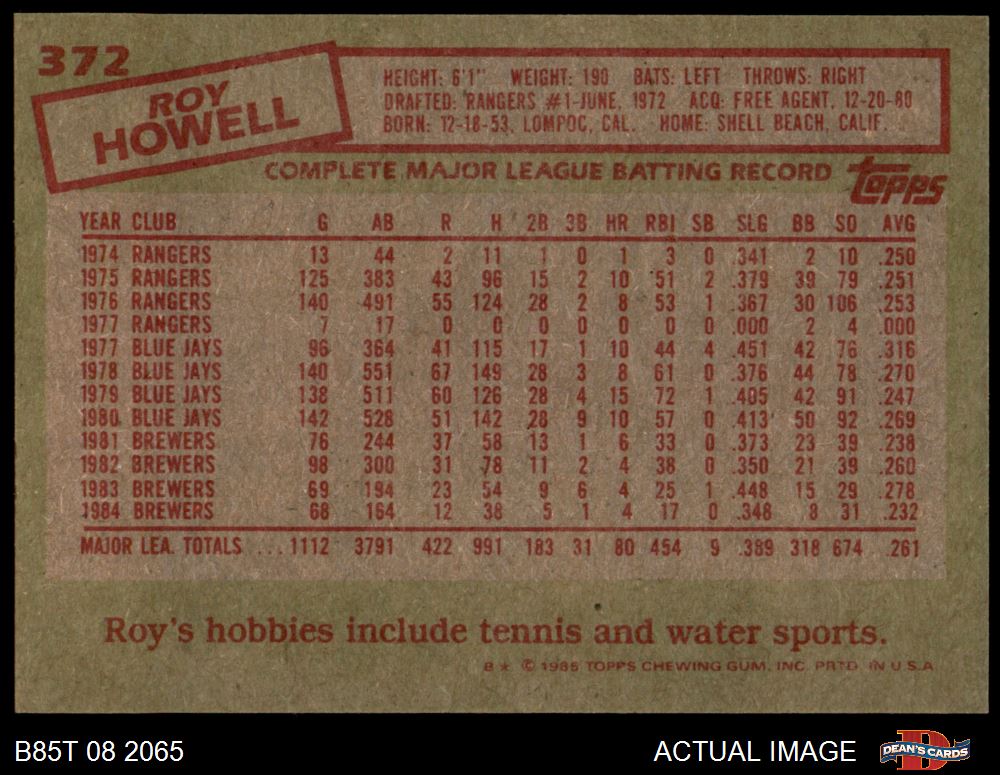 372
ROY
HOWELL
HEIGHT: 6'1" WEIGHT: 190 BATS: LEFT THROWS: RIGHT
DRAFTED: RANGERS #1-JUNE, 1972 ACQ: FREE AGENT, 12-20-80
BORN: 12-18-53, LOMPOC, CAL. HOME: SHELL BEACH, CALIF.
COMPLETE MAJOR LEAGUE BATTING RECORD topps
YEAR CLUB G AB R H 2B 3B HR RBI SB SLG BB SO AVG
1974 RANGERS 13 44 2 11 1 0 1 3 0 .341 2 10 .250
1975 RANGERS 125 383 43 96 15 2 10 51 2 .379 39 79 .251
1976 RANGERS 140 491 55 124 28 2 8 53 1 .367 30 106 .253
1977 RANGERS 7 17 0 0 0 0 0 0 0 .000 2 4 .000
1977 BLUE JAYS 96 364 41 115 17 1 10 44 4 .451 42 76 .316
1978 BLUE JAYS 140 551 67 149 28 3 8 61 0 .376 44 78 .270
1979 BLUE JAYS 138 511 60 126 28 4 15 72 1 .405 42 91 .247
1980 BLUE JAYS 142 528 51 142 28 9 10 57 0 .413 50 92 .269
1981 BREWERS 76 244 37 58 13 1 6 33 0 .373 23 39 .238
1982 BREWERS 98 300 31 78 11 2 4 38 0 .350 21 39 .260
1983 BREWERS 69 194 23 54 9 6 4 25 1 .448 15 29 .278
1984 BREWERS 68 164 12 38 5 1 4 17 0 .348 8 31 .232
MAJOR LEA. TOTALS ...1112 3791 422 991 183 31 80 454 9 .389 318 674 .261
Roy's hobbies include tennis and water sports.
B★ © 1985 TOPPS CHEWING GUM, INC. PRTD. IN U.S.A.
B85T 08 2065 ACTUAL IMAGE DEAN'S CARDS